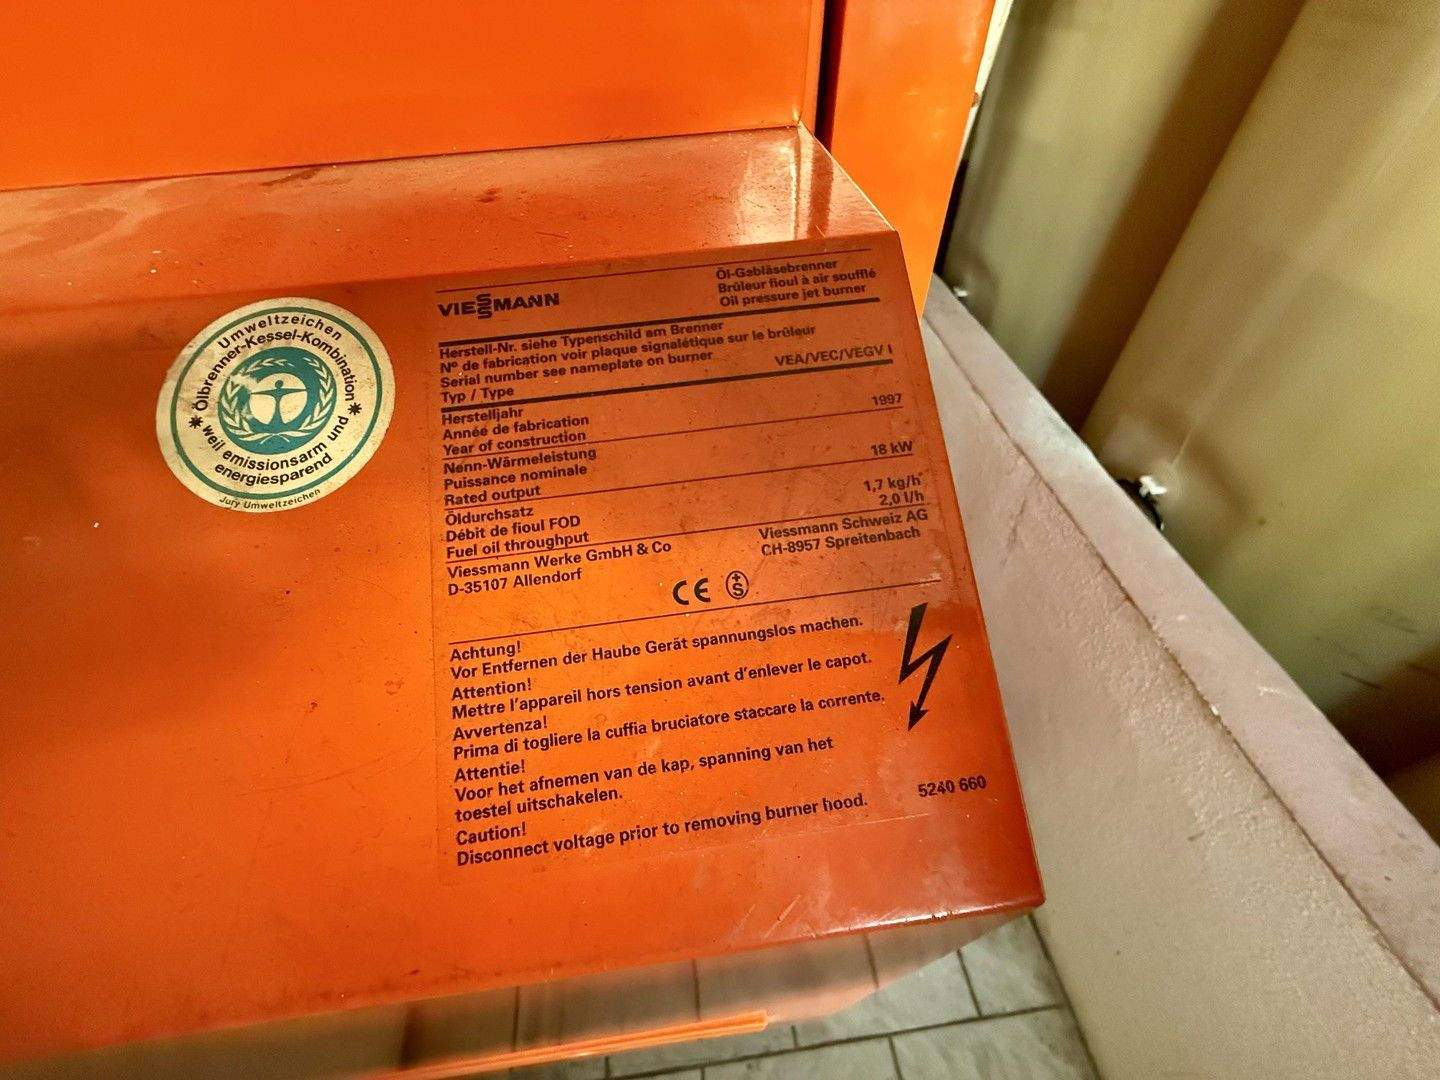 Umweltzeichen
Ölbrenner-Kessel-Kombination
weil emissionsarm und
energiesparend
Jury Umweltzeichen
VIESSMANN
Öl-Gebläsebrenner
Brûleur fioul à air soufflé
Oil pressure jet burner
Herstell-Nr. siehe Typenschild am Brenner
Nº de fabrication voir plaque signalétique sur le brûleur
Serial number see nameplate on burner
Typ / Type VEA/VEC/VEGV I
Herstelljahr
Année de fabrication
Year of construction
1997
Nenn-Wärmeleistung
Puissance nominale
Rated output
18 kW
Öldurchsatz
Débit de fioul FOD
Fuel oil throughput
1,7 kg/h
2,0 l/h
Viessmann Werke GmbH & Co
D-35107 Allendorf
Viessmann Schweiz AG
CH-8957 Spreitenbach
CE +S
Achtung!
Vor Entfernen der Haube Gerät spannungslos machen.
Attention!
Mettre l'appareil hors tension avant d'enlever le capot.
Avvertenza!
Prima di togliere la cuffia bruciatore staccare la corrente.
Attentie!
Voor het afnemen van de kap, spanning van het
toestel uitschakelen.
Caution!
Disconnect voltage prior to removing burner hood.
5240 660